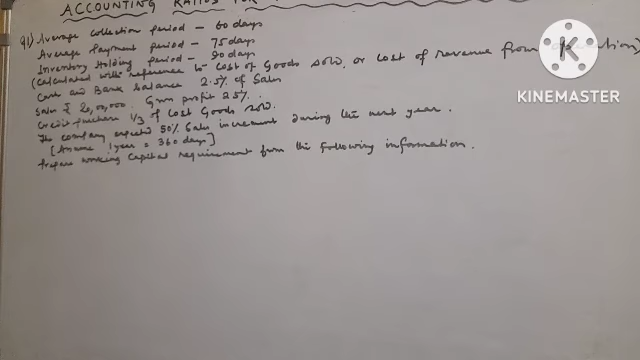 ACCOUNTING RATIOS FOR
Q1) Average collection period - 60 days
Average Payment period - 75 days
Inventory Holding period - 90 days
(Calculated with reference to Cost of Goods sold, or cost of revenue from operation)
Cash and Bank balance 2.5% of Sales
Sales ₹ 20,00,000. Gross profit 25%.
Credit purchase 1/3 of Cost Goods sold.
The company expected 50% Sales increment during the next year.
[Assume 1 year = 360 days]
Prepare working Capital requirement from the following information.
KINEMASTER